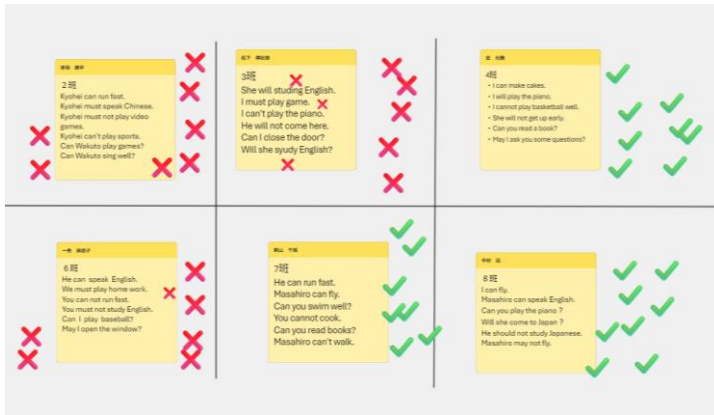 2班
Kyohei can run fast.
Kyohei must speak Chinese.
Kyohei must not play video
games.
Kyohei can't play sports.
Can Wakuto play games?
Can Wakuto sing well?
3班
She will studing English.
I must play game.
I can't play the piano.
He will not come here.
Can I close the door?
Will she syudy English?
4班
・I can make cakes.
・I will play the piano.
・I cannot play basketball well.
・She will not get up early.
・Can you read a book?
・May I ask you some questions?
6班
He can speak English.
We must play home work.
You can not run fast.
You must not study English.
Can I play baseball?
May I open the window?
7班
He can run fast.
Masahiro can fly.
Can you swim well?
You cannot cook.
Can you read books?
Masahiro can't walk.
8班
I can fly.
Masahiro can speak English.
Can you play the piano ?
Will she come to Japan ?
He should not study Japanese.
Masahiro may not fly.